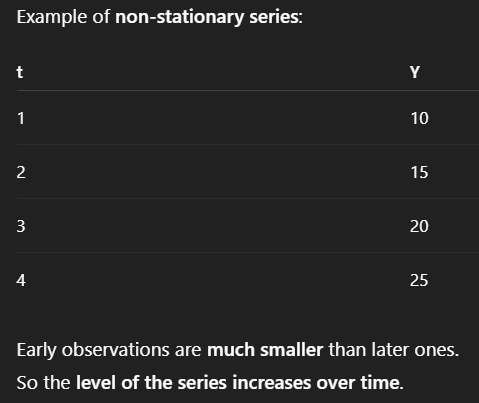 Example of non-stationary series:
t Y
1 10
2 15
3 20
4 25
Early observations are much smaller than later ones.
So the level of the series increases over time.